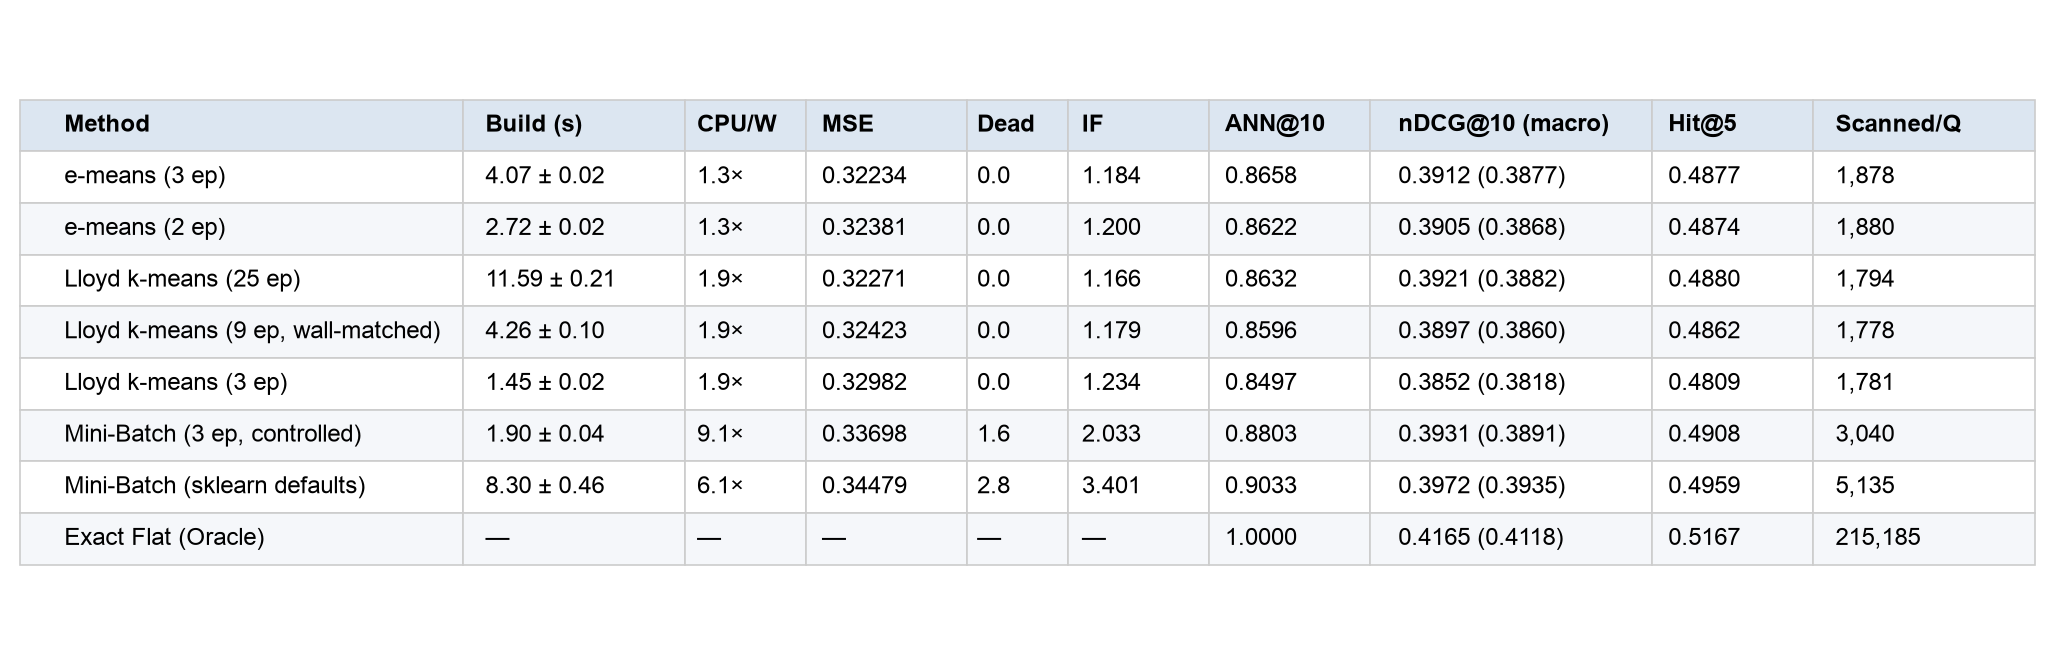 Method Build (s) CPU/W MSE Dead IF ANN@10 nDCG@10 (macro) Hit@5 Scanned/Q
e-means (3 ep) 4.07 ± 0.02 1.3× 0.32234 0.0 1.184 0.8658 0.3912 (0.3877) 0.4877 1,878
e-means (2 ep) 2.72 ± 0.02 1.3× 0.32381 0.0 1.200 0.8622 0.3905 (0.3868) 0.4874 1,880
Lloyd k-means (25 ep) 11.59 ± 0.21 1.9× 0.32271 0.0 1.166 0.8632 0.3921 (0.3882) 0.4880 1,794
Lloyd k-means (9 ep, wall-matched) 4.26 ± 0.10 1.9× 0.32423 0.0 1.179 0.8596 0.3897 (0.3860) 0.4862 1,778
Lloyd k-means (3 ep) 1.45 ± 0.02 1.9× 0.32982 0.0 1.234 0.8497 0.3852 (0.3818) 0.4809 1,781
Mini-Batch (3 ep, controlled) 1.90 ± 0.04 9.1× 0.33698 1.6 2.033 0.8803 0.3931 (0.3891) 0.4908 3,040
Mini-Batch (sklearn defaults) 8.30 ± 0.46 6.1× 0.34479 2.8 3.401 0.9033 0.3972 (0.3935) 0.4959 5,135
Exact Flat (Oracle) — — — — — 1.0000 0.4165 (0.4118) 0.5167 215,185